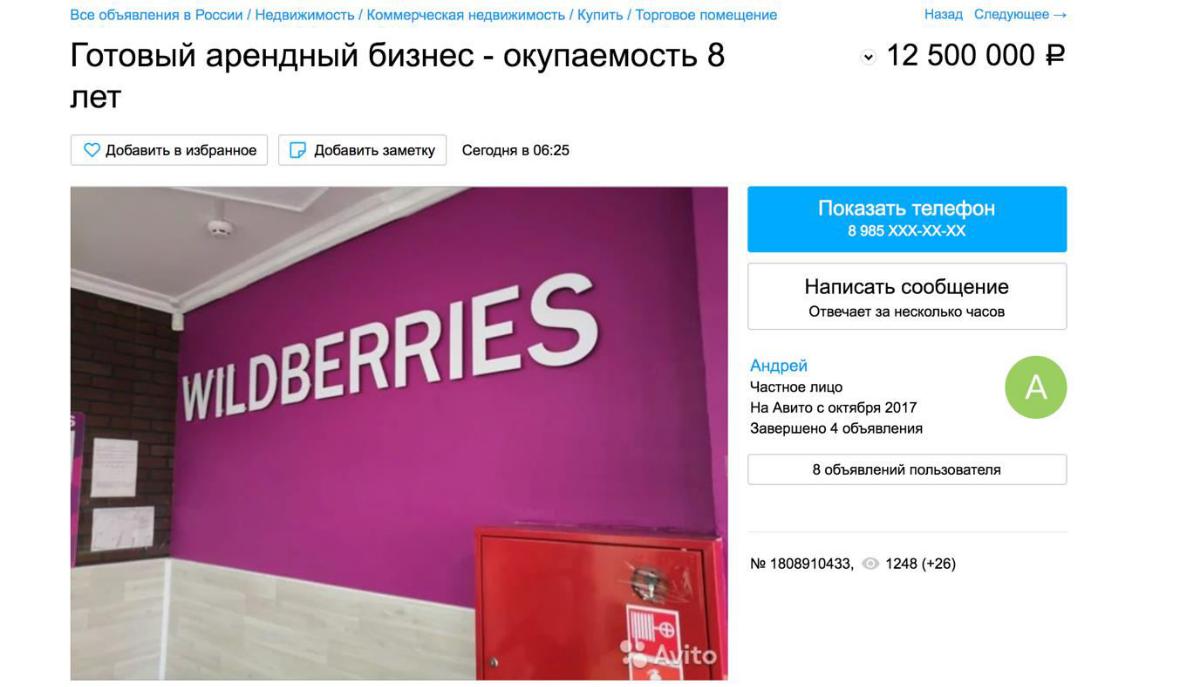 Все объявления в России / Недвижимость / Коммерческая недвижимость / Купить / Торговое помещение
Назад Следующее →
Готовый арендный бизнес - окупаемость 8
лет
12 500 000 ₽
Добавить в избранное
Добавить заметку
Сегодня в 06:25
WILDBERRIES
S
Avito
Показать телефон
8 985 XXX-XX-XX
Написать сообщение
Отвечает за несколько часов
Андрей
Частное лицо
На Авито с октября 2017
Завершено 4 объявления
A
8 объявлений пользователя
№ 1808910433, 1248 (+26)